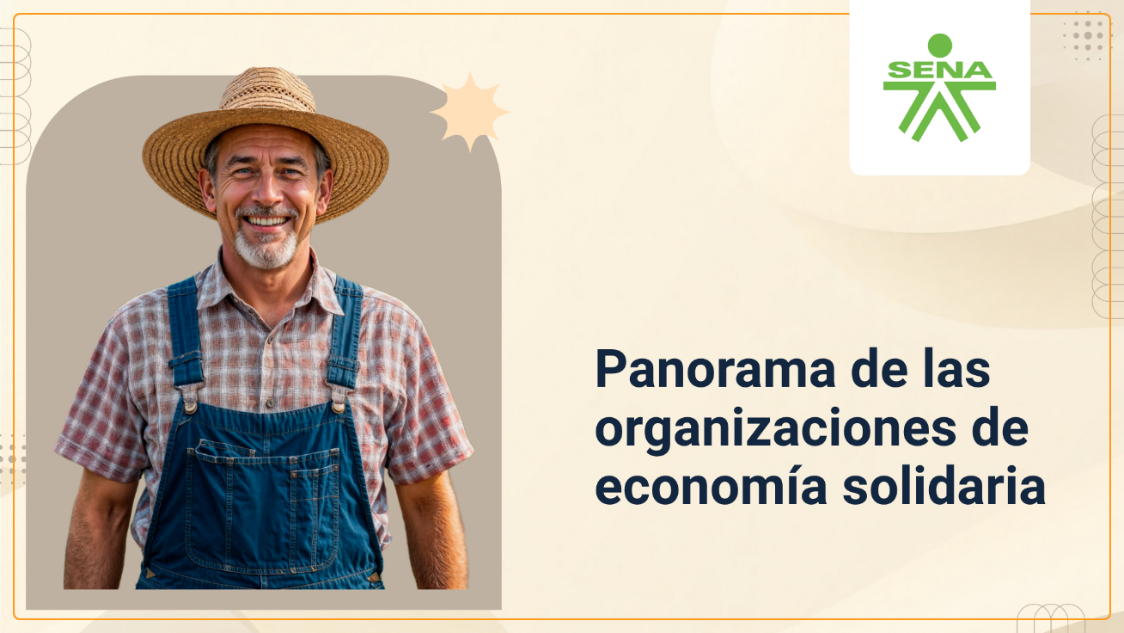 SENA
Panorama de las
organizaciones de
economía solidaria